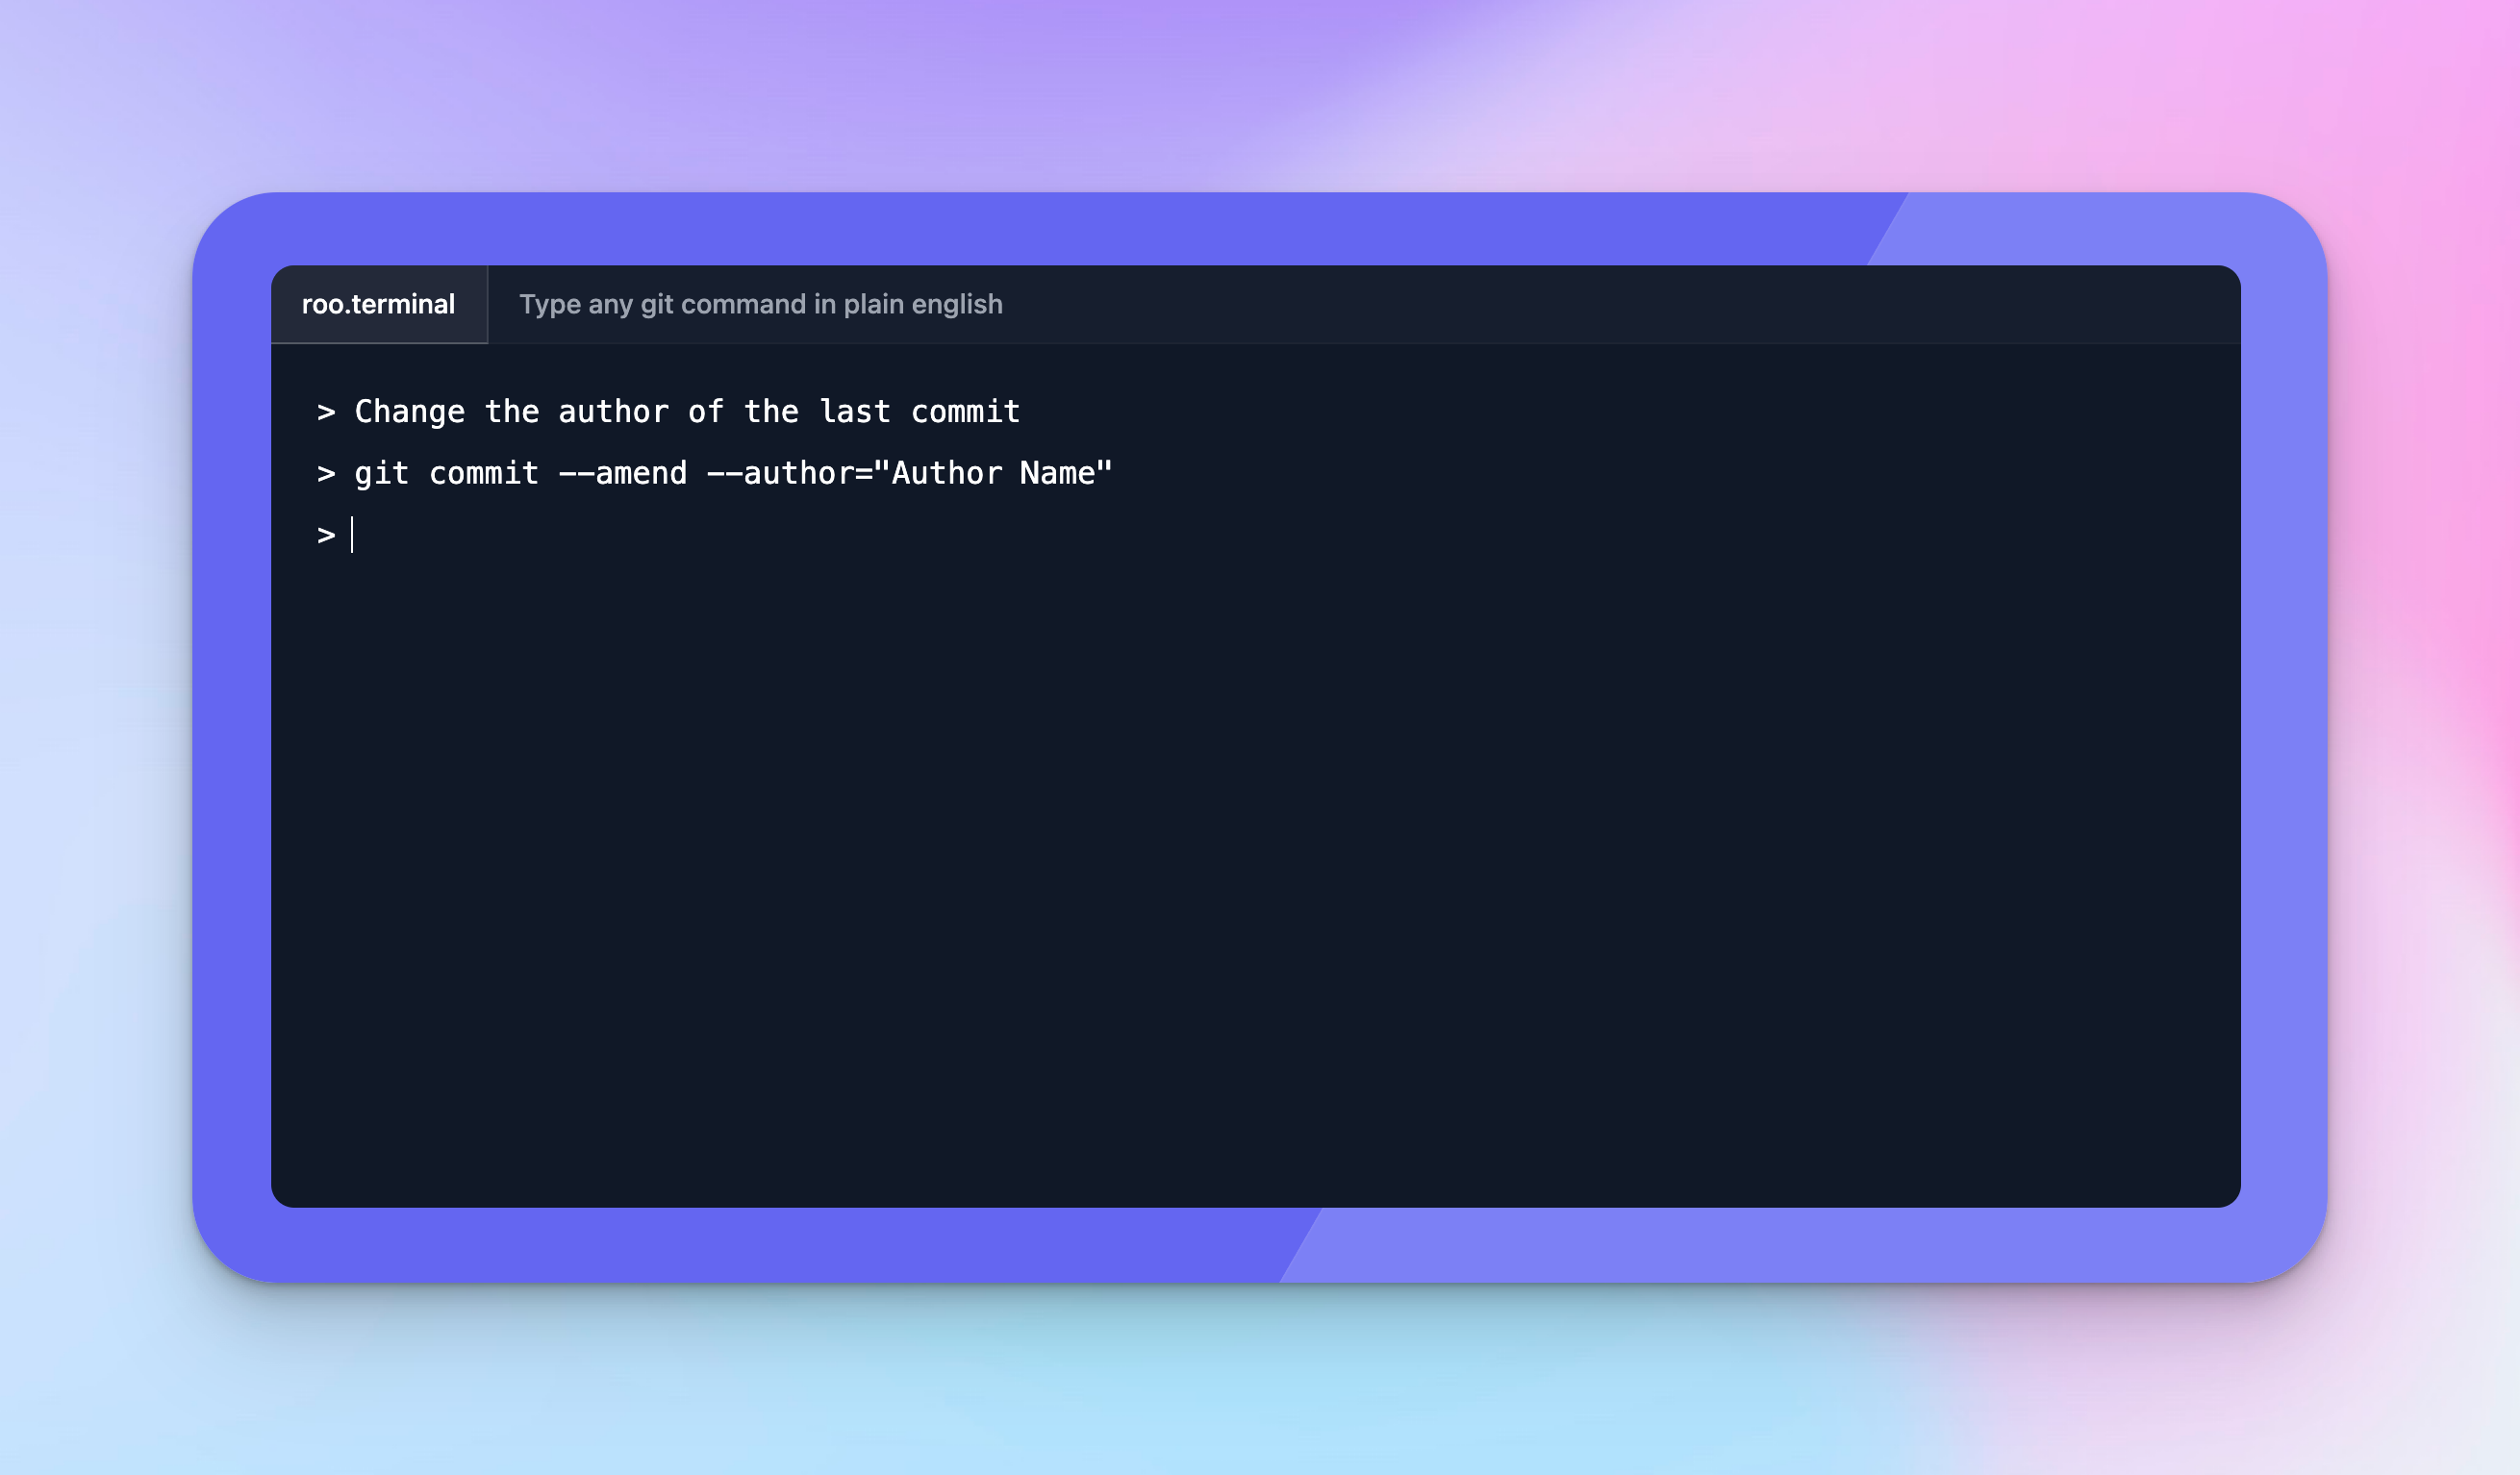 roo.terminal
Type any git command in plain english
> Change the author of the last commit
> git commit --amend --author="Author Name"
>